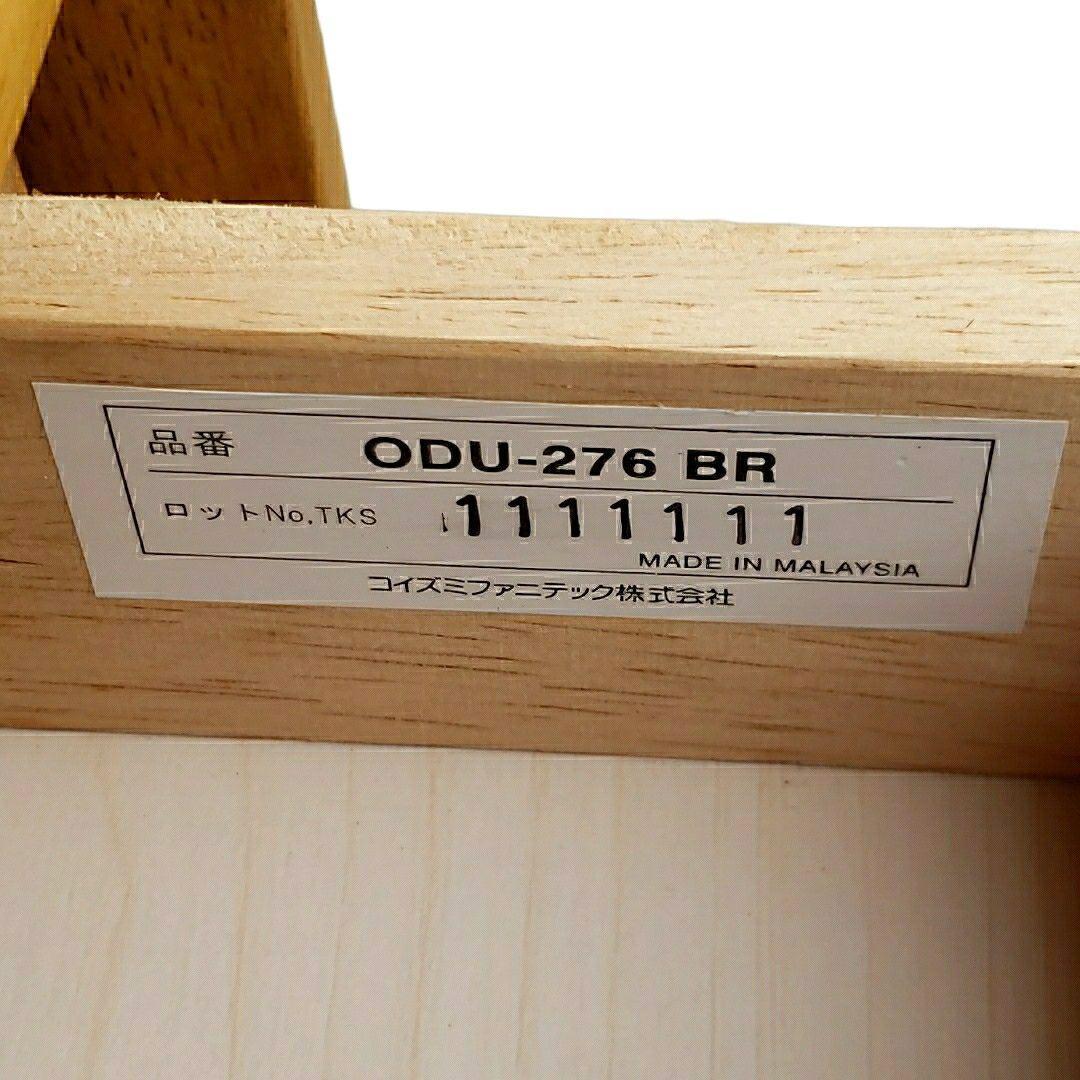 品番 ODU-276 BR
ロットNo.TKS 1111111
MADE IN MALAYSIA
コイズミファニテック株式会社